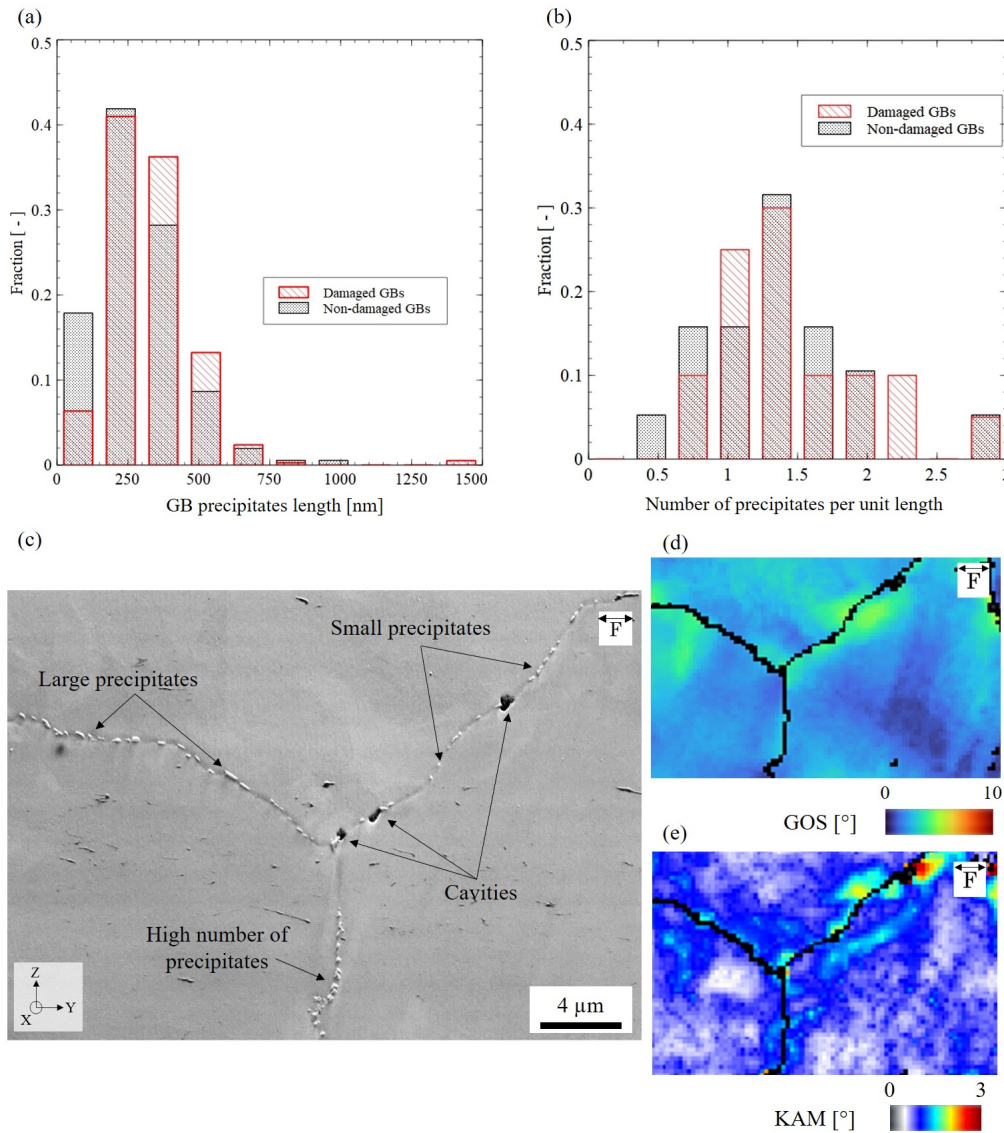 (a)
0.5
0.4
0.3
0.2
0.1
0
Fraction [ - ]
Damaged GBs
Non-damaged GBs
0
250
500
750
1000
1250
1500
GB precipitates length [nm]
(b)
0.5
0.4
0.3
0.2
0.1
0
Fraction [ - ]
Damaged GBs
Non-damaged GBs
0.5
1
1.5
2
2.5
3
Number of precipitates per unit length
(c)
F
Small precipitates
Large precipitates
Cavities
High number of
precipitates
Z
Y
X
4 µm
(d)
F
0
10
GOS [°]
(e)
F
0
3
KAM [°]